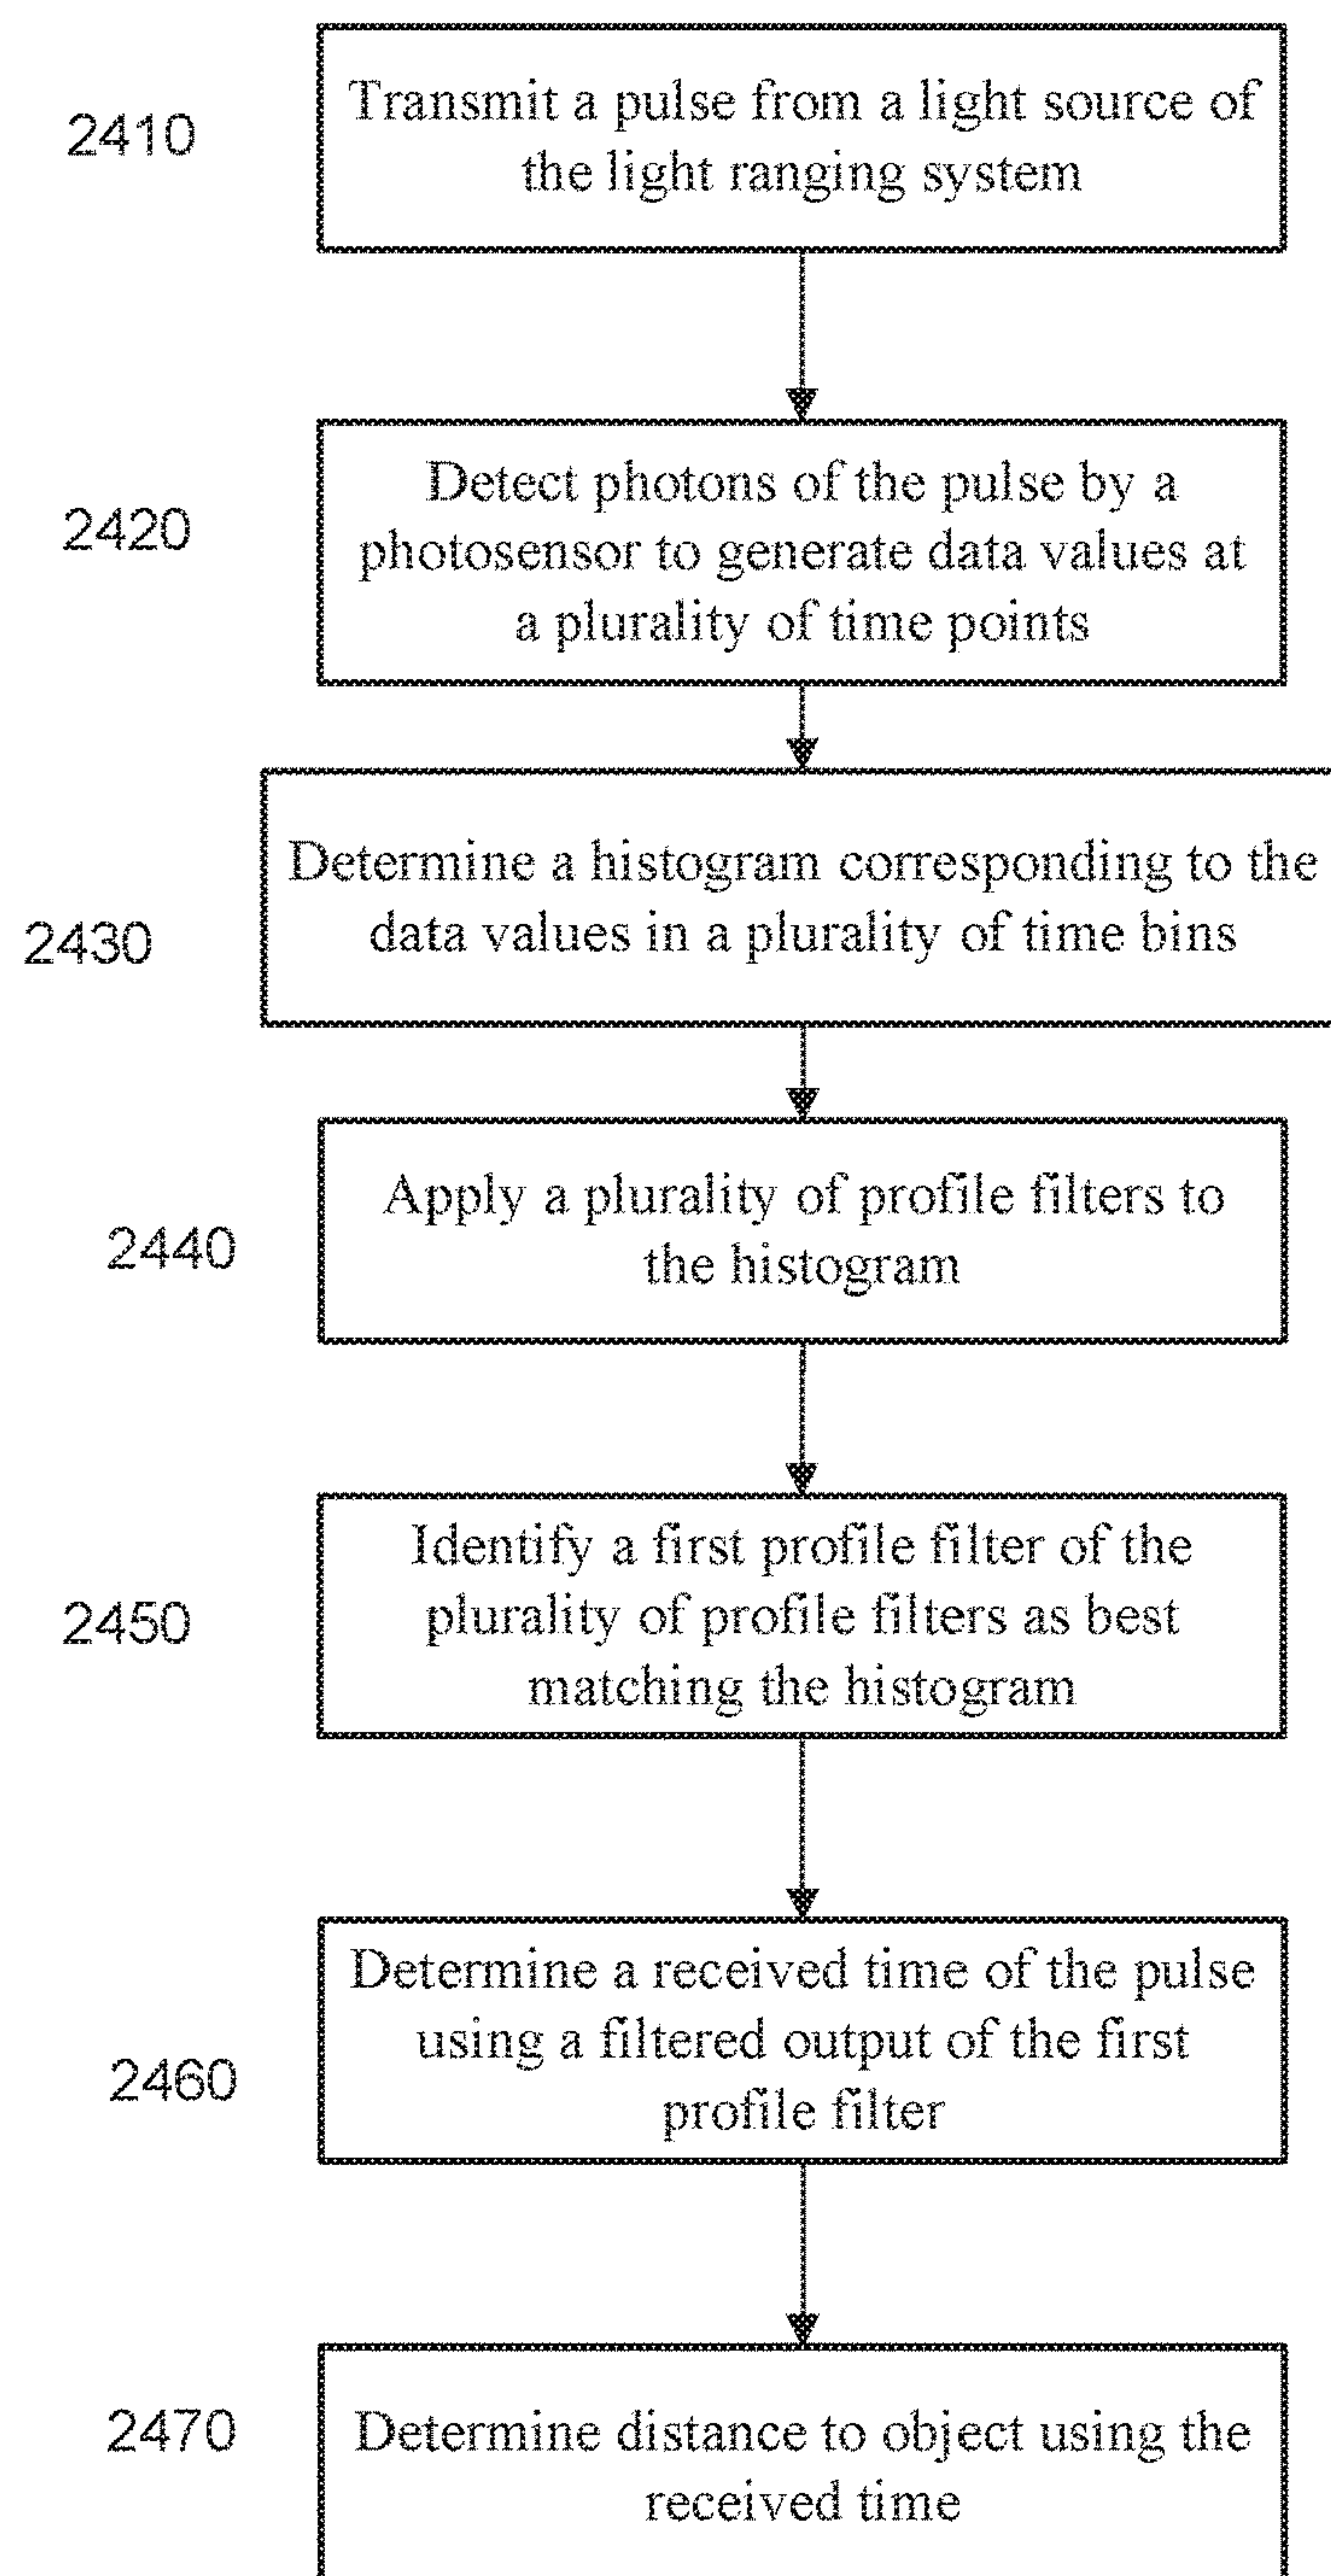 2410
Transmit a pulse from a light source of
the light ranging system
2420
Detect photons of the pulse by a
photosensor to generate data values at
a plurality of time points
2430
Determine a histogram corresponding to the
data values in a plurality of time bins
2440
Apply a plurality of profile filters to
the histogram
2450
Identify a first profile filter of the
plurality of profile filters as best
matching the histogram
2460
Determine a received time of the pulse
using a filtered output of the first
profile filter
2470
Determine distance to object using the
received time